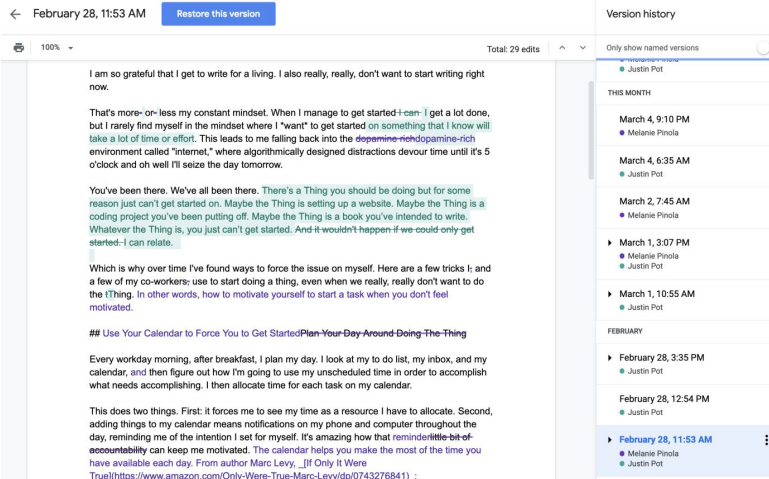 ← February 28, 11:53 AM Restore this version
Version history
100% Total: 29 edits
Only show named versions
Justin Pot
THIS MONTH
March 4, 9:10 PM
Melanie Pinola
March 4, 6:35 AM
Justin Pot
March 2, 7:45 AM
Melanie Pinola
March 1, 3:07 PM
Melanie Pinola
Justin Pot
March 1, 10:55 AM
Justin Pot
FEBRUARY
February 28, 3:35 PM
Justin Pot
February 28, 12:54 PM
Justin Pot
February 28, 11:53 AM
Melanie Pinola
Justin Pot
I am so grateful that I get to write for a living. I also really, really, don't want to start writing right
now.
That's more- or- less my constant mindset. When I manage to get started I can I get a lot done,
but I rarely find myself in the mindset where I *want* to get started on something that I know will
take a lot of time or effort. This leads to me falling back into the dopamine richdopamine-rich
environment called "internet," where algorithmically designed distractions devour time until it's 5
o'clock and oh well I'll seize the day tomorrow.
You've been there. We've all been there. There's a Thing you should be doing but for some
reason just can't get started on. Maybe the Thing is setting up a website. Maybe the Thing is a
coding project you've been putting off. Maybe the Thing is a book you've intended to write.
Whatever the Thing is, you just can't get started. And it wouldn't happen if we could only get
started. I can relate.
Which is why over time I've found ways to force the issue on myself. Here are a few tricks I, and
a few of my co-workers, use to start doing a thing, even when we really, really don't want to do
the tThing. In other words, how to motivate yourself to start a task when you don't feel
motivated.
## Use Your Calendar to Force You to Get StartedPlan Your Day Around Doing The Thing
Every workday morning, after breakfast, I plan my day. I look at my to do list, my inbox, and my
calendar, and then figure out how I'm going to use my unscheduled time in order to accomplish
what needs accomplishing. I then allocate time for each task on my calendar.
This does two things. First: it forces me to see my time as a resource I have to allocate. Second,
adding things to my calendar means notifications on my phone and computer throughout the
day, reminding me of the intention I set for myself. It's amazing how that reminderlittle bit of
accountability can keep me motivated. The calendar helps you make the most of the time you
have available each day. From author Marc Levy, _[If Only It Were
True](https://www.amazon.com/Only-Were-True-Marc-Levy/dp/0743276841)_: